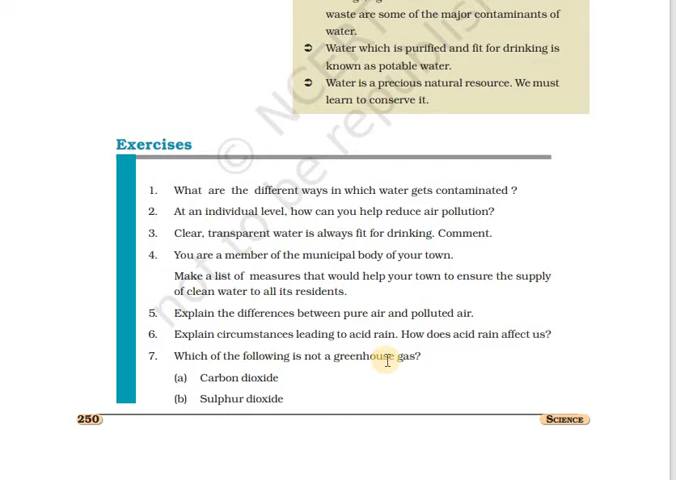 waste are some of the major contaminants of
water.
➲ Water which is purified and fit for drinking is
known as potable water.
➲ Water is a precious natural resource. We must
learn to conserve it.
© NCERT
not to be republish
Exercises
1. What are the different ways in which water gets contaminated ?
2. At an individual level, how can you help reduce air pollution?
3. Clear, transparent water is always fit for drinking. Comment.
4. You are a member of the municipal body of your town.
Make a list of measures that would help your town to ensure the supply
of clean water to all its residents.
5. Explain the differences between pure air and polluted air.
6. Explain circumstances leading to acid rain. How does acid rain affect us?
7. Which of the following is not a greenhouse gas?
(a) Carbon dioxide
(b) Sulphur dioxide
250
SCIENCE